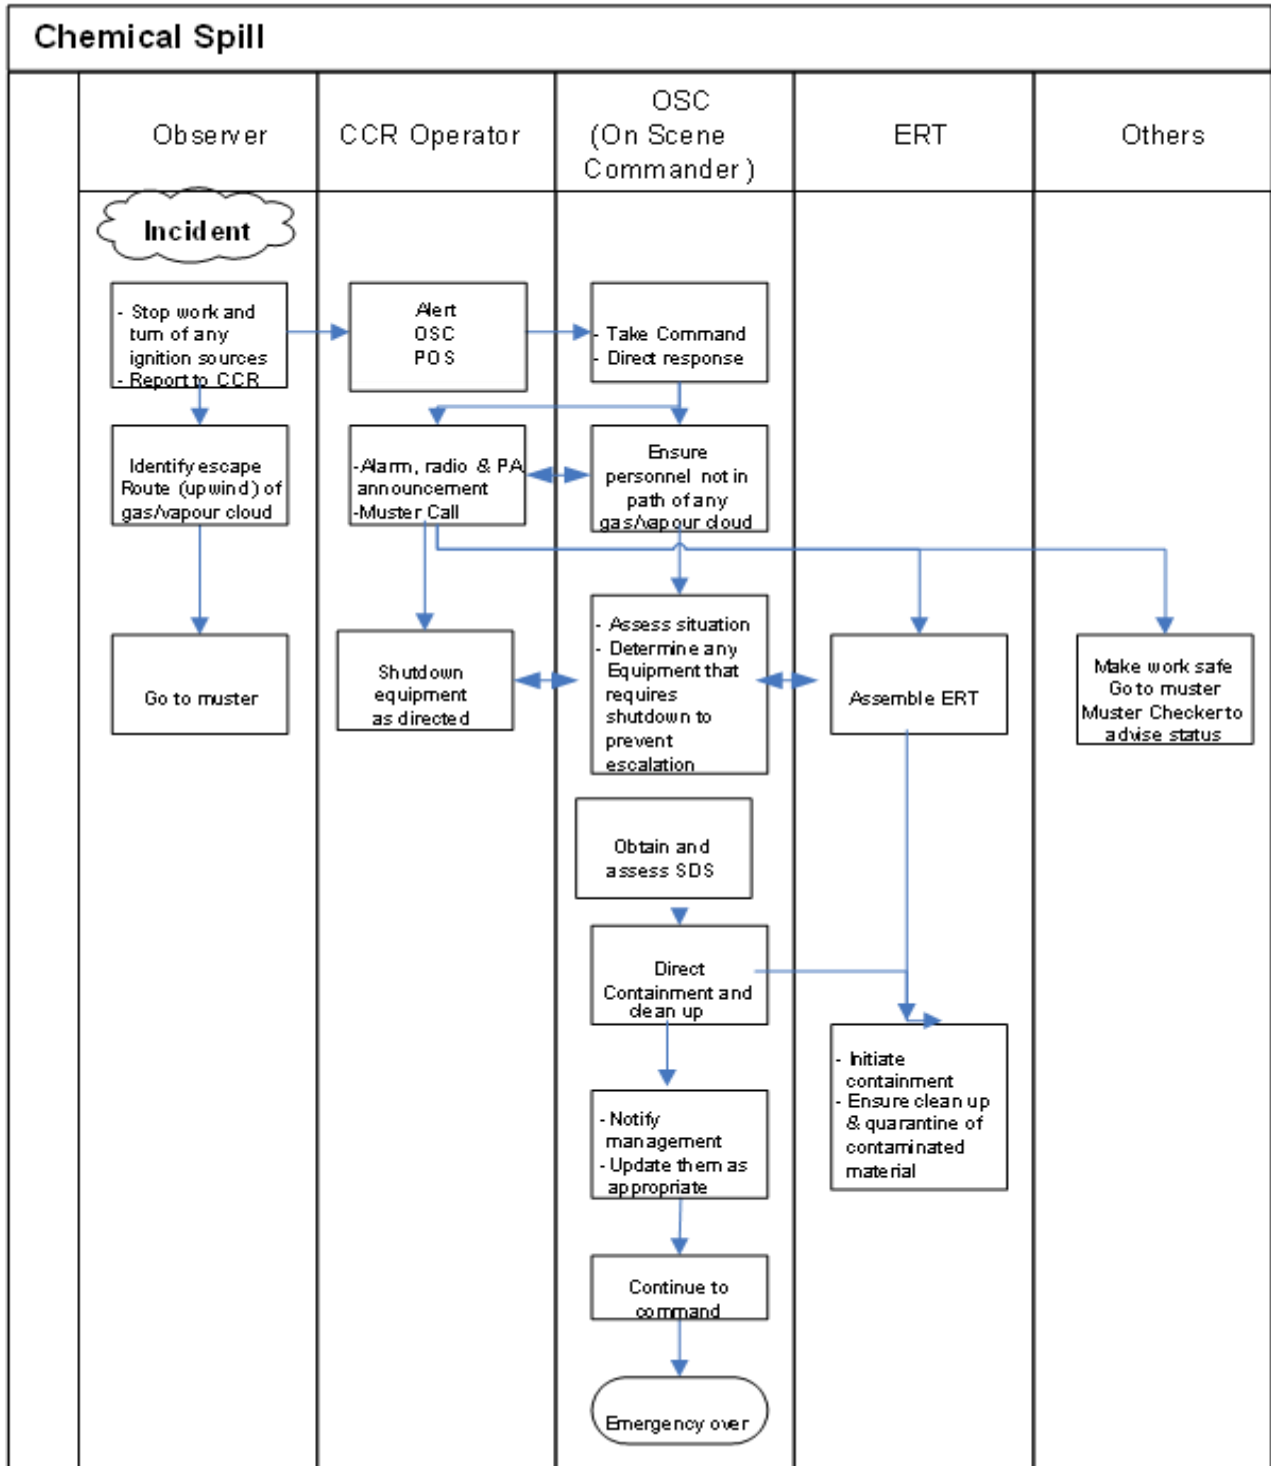 Chemical Spill
Observer
CCR Operator
OSC
(On Scene
Commander)
ERT
Others
Incident
- Stop work and
turn of any
ignition sources
- Report to CCR
Alert
OSC
POS
- Take Command
- Direct response
Identify escape
Route (upwind) of
gas/vapour cloud
-Alarm, radio & PA
announcement
-Muster Call
Ensure
personnel not in
path of any
gas/vapour cloud
Go to muster
Shutdown
equipment
as directed
- Assess situation
- Determine any
Equipment that
requires
shutdown to
prevent
escalation
Assemble ERT
Make work safe
Go to muster
Muster Checker to
advise status
Obtain and
assess SDS
Direct
Containment and
clean up
- Initiate
containment
- Ensure clean up
& quarantine of
contaminated
material
- Notify
management
- Update them as
appropriate
Continue to
command
Emergency over